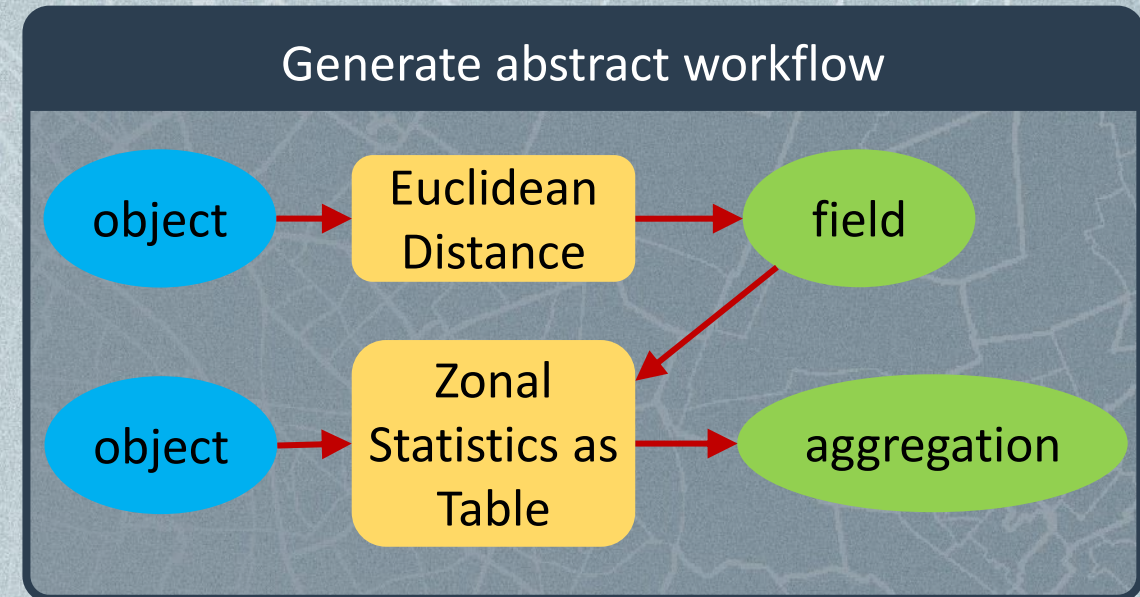 Generate abstract workflow
object
Euclidean
Distance
field
object
Zonal
Statistics as
Table
aggregation